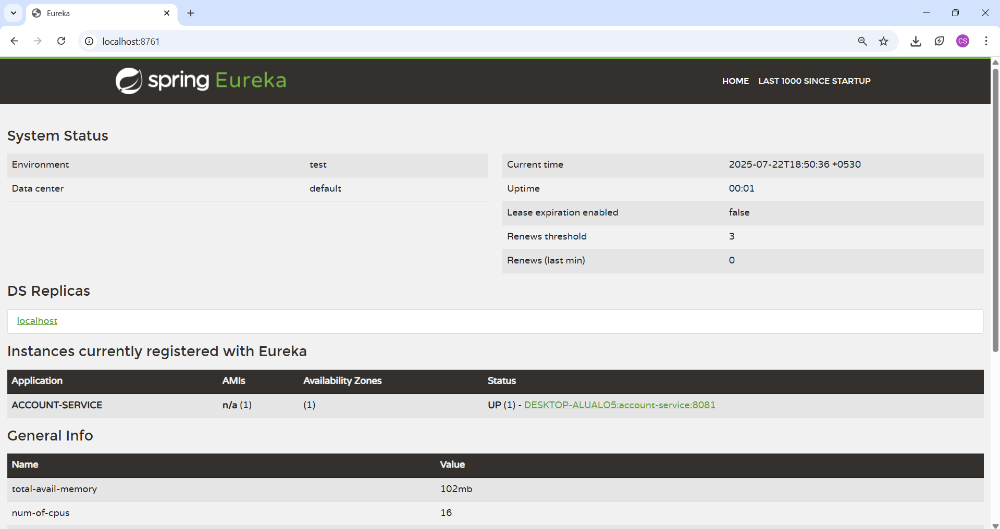 Eureka
localhost:8761
CS
spring Eureka
HOME LAST 1000 SINCE STARTUP
System Status
Environment test
Data center default
Current time 2025-07-22T18:50:36 +0530
Uptime 00:01
Lease expiration enabled false
Renews threshold 3
Renews (last min) 0
DS Replicas
localhost
Instances currently registered with Eureka
Application AMIs Availability Zones Status
ACCOUNT-SERVICE n/a (1) (1) UP (1) - DESKTOP-ALUALO5:account-service:8081
General Info
Name Value
total-avail-memory 102mb
num-of-cpus 16